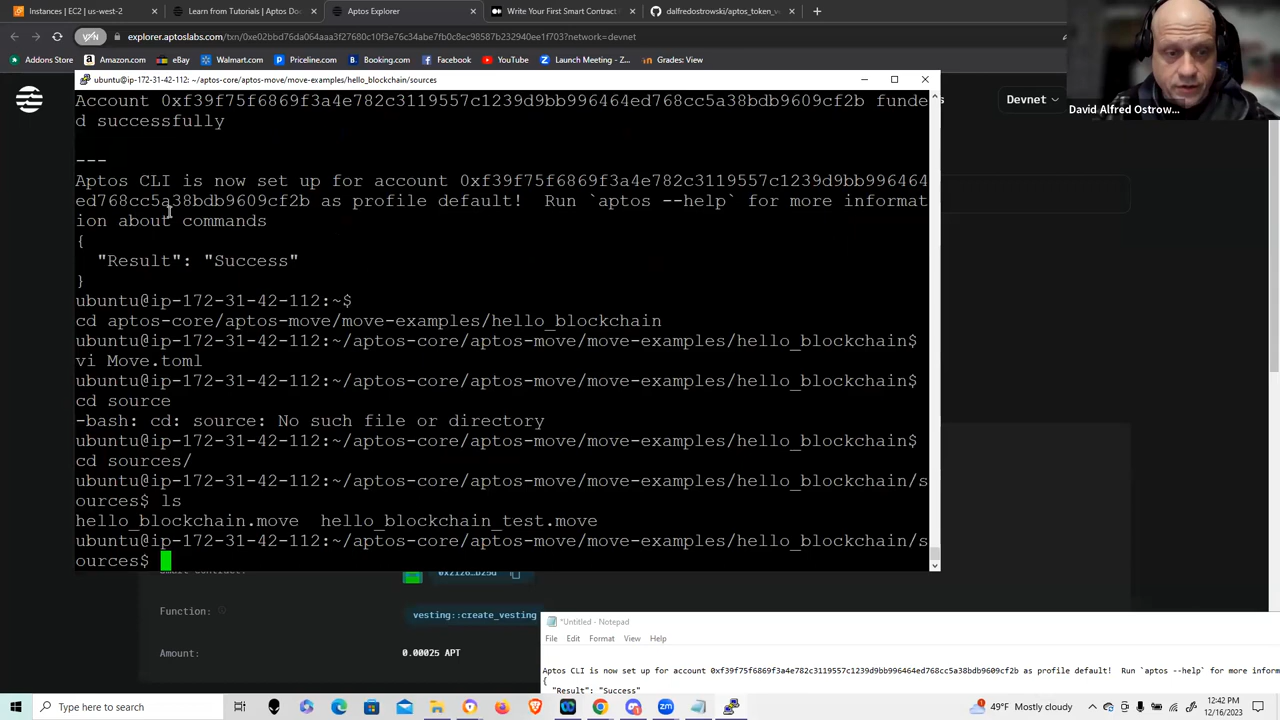 Instances | EC2 | us-west-2
Learn from Tutorials | Aptos Doc
Aptos Explorer
Write Your First Smart Contract
dalfredostrowski/aptos_token_v
explorer.aptoslabs.com/txn/0xe02bbd76da064aaa3f27680c10f3e76c34abe7fb0c8ec98587b232940ee1f703?network=devnet
Addons Store
Amazon.com
eBay
Walmart
Priceline.com
Facebook
YouTube
Launch Meeting - Z...
Grades: View
ubuntu@ip-172-31-42-112: ~/aptos-core/aptos-move/move-examples/hello_blockchain/sources
Devnet
David Alfred Ostrow...
Account 0xf39f75f6869f3a4e782c3119557c1239d9bb996464ed768cc5a38bdb9609cf2b funde
d successfully
---
Aptos CLI is now set up for account 0xf39f75f6869f3a4e782c3119557c1239d9bb996464
ed768cc5a38bdb9609cf2b as profile default!  Run `aptos --help` for more informat
ion about commands
{
  "Result": "Success"
}
ubuntu@ip-172-31-42-112:~$
cd aptos-core/aptos-move/move-examples/hello_blockchain
ubuntu@ip-172-31-42-112:~/aptos-core/aptos-move/move-examples/hello_blockchain$
vi Move.toml
ubuntu@ip-172-31-42-112:~/aptos-core/aptos-move/move-examples/hello_blockchain$
cd source
-bash: cd: source: No such file or directory
ubuntu@ip-172-31-42-112:~/aptos-core/aptos-move/move-examples/hello_blockchain$
cd sources/
ubuntu@ip-172-31-42-112:~/aptos-core/aptos-move/move-examples/hello_blockchain/s
ources$ ls
hello_blockchain.move  hello_blockchain_test.move
ubuntu@ip-172-31-42-112:~/aptos-core/aptos-move/move-examples/hello_blockchain/s
ources$
Function:
vesting::create_vesting
Amount:
0.00025 APT
*Untitled - Notepad
File Edit Format View Help
Aptos CLI is now set up for account 0xf39f75f6869f3a4e782c3119557c1239d9bb996464ed768cc5a38bdb9609cf2b as profile default!  Run `aptos --help` for more inform
{
"Result": "Success"
Type here to search
49°F Mostly cloudy
12:42 PM
12/16/2023